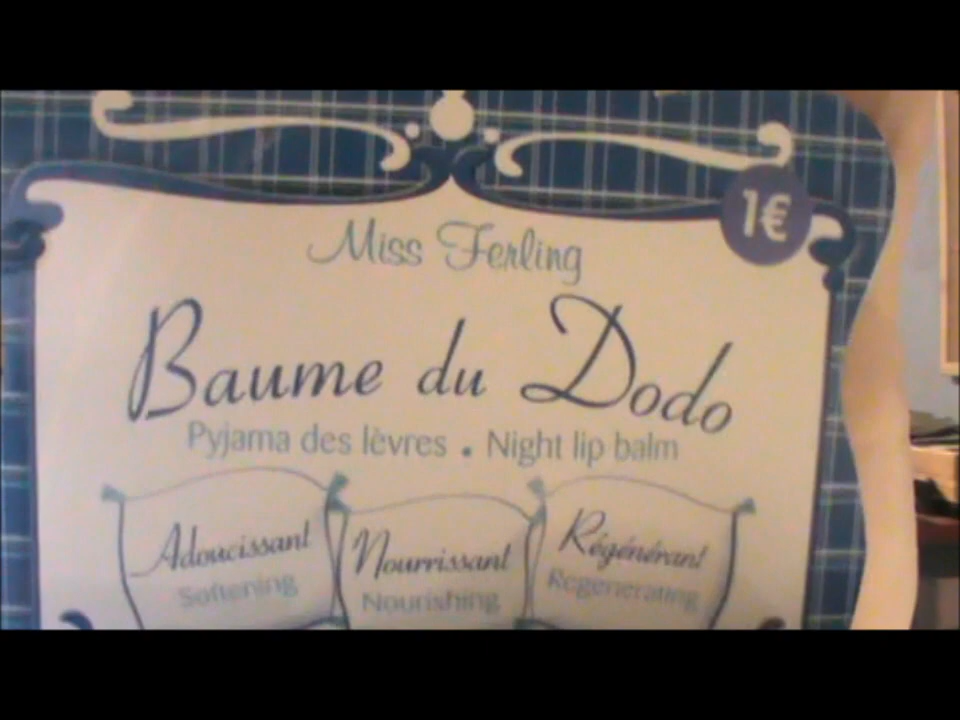 1€
Miss Ferling
Baume du Dodo
Pyjama des lèvres . Night lip balm
Adoucissant
Softening
Nourrissant
Nourishing
Régénérant
Regenerating